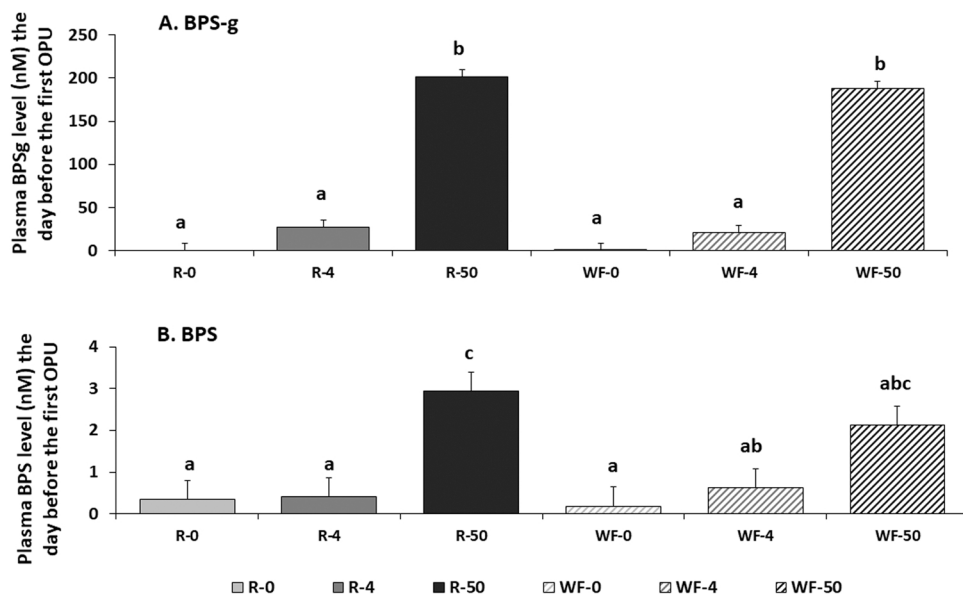 A. BPS-g
Plasma BPSg level (nM) the
day before the first OPU
250
200
150
100
50
0
a
a
b
a
a
b
R-0 R-4 R-50 WF-0 WF-4 WF-50
B. BPS
Plasma BPS level (nM) the
day before the first OPU
4
3
2
1
0
a
a
c
a
ab
abc
R-0 R-4 R-50 WF-0 WF-4 WF-50
R-0 R-4 R-50 WF-0 WF-4 WF-50